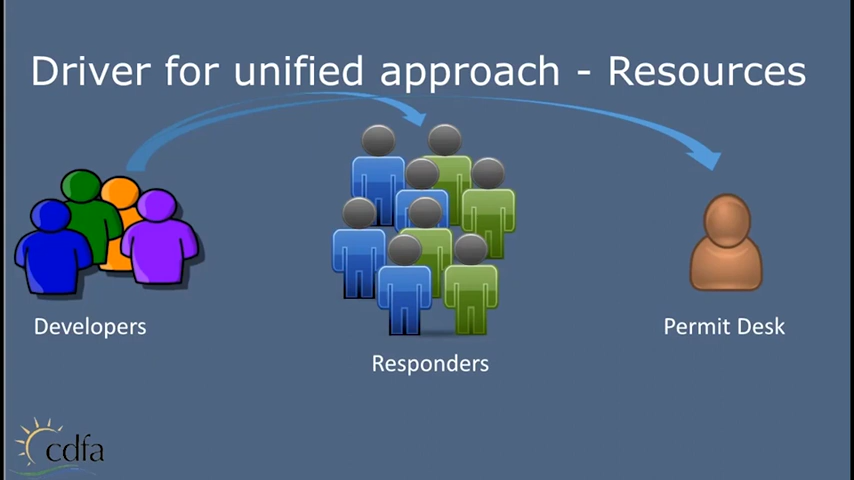 Driver for unified approach - Resources
Developers
Responders
Permit Desk
cdfa